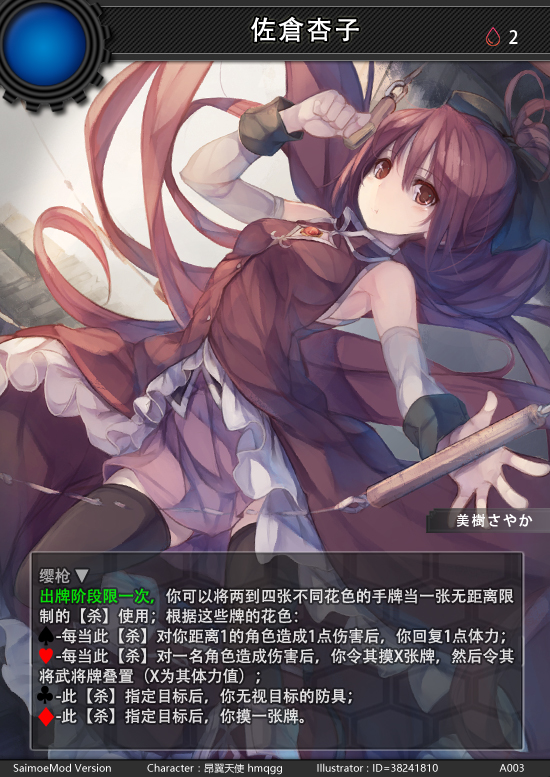 佐倉杏子
2
美樹さやか
缨枪 ▼
出牌阶段限一次，你可以将两到四张不同花色的手牌当一张无距离限
制的【杀】使用；根据这些牌的花色：
♠-每当此【杀】对你距离1的角色造成1点伤害后，你回复1点体力；
♥-每当此【杀】对一名角色造成伤害后，你令其摸X张牌，然后令其
将武将牌叠置（X为其体力值）；
♣-此【杀】指定目标后，你无视目标的防具；
♦-此【杀】指定目标后，你摸一张牌。
SaimoeMod Version Character : 昂翼天使 hmqgg Illustrator : ID=38241810 A003